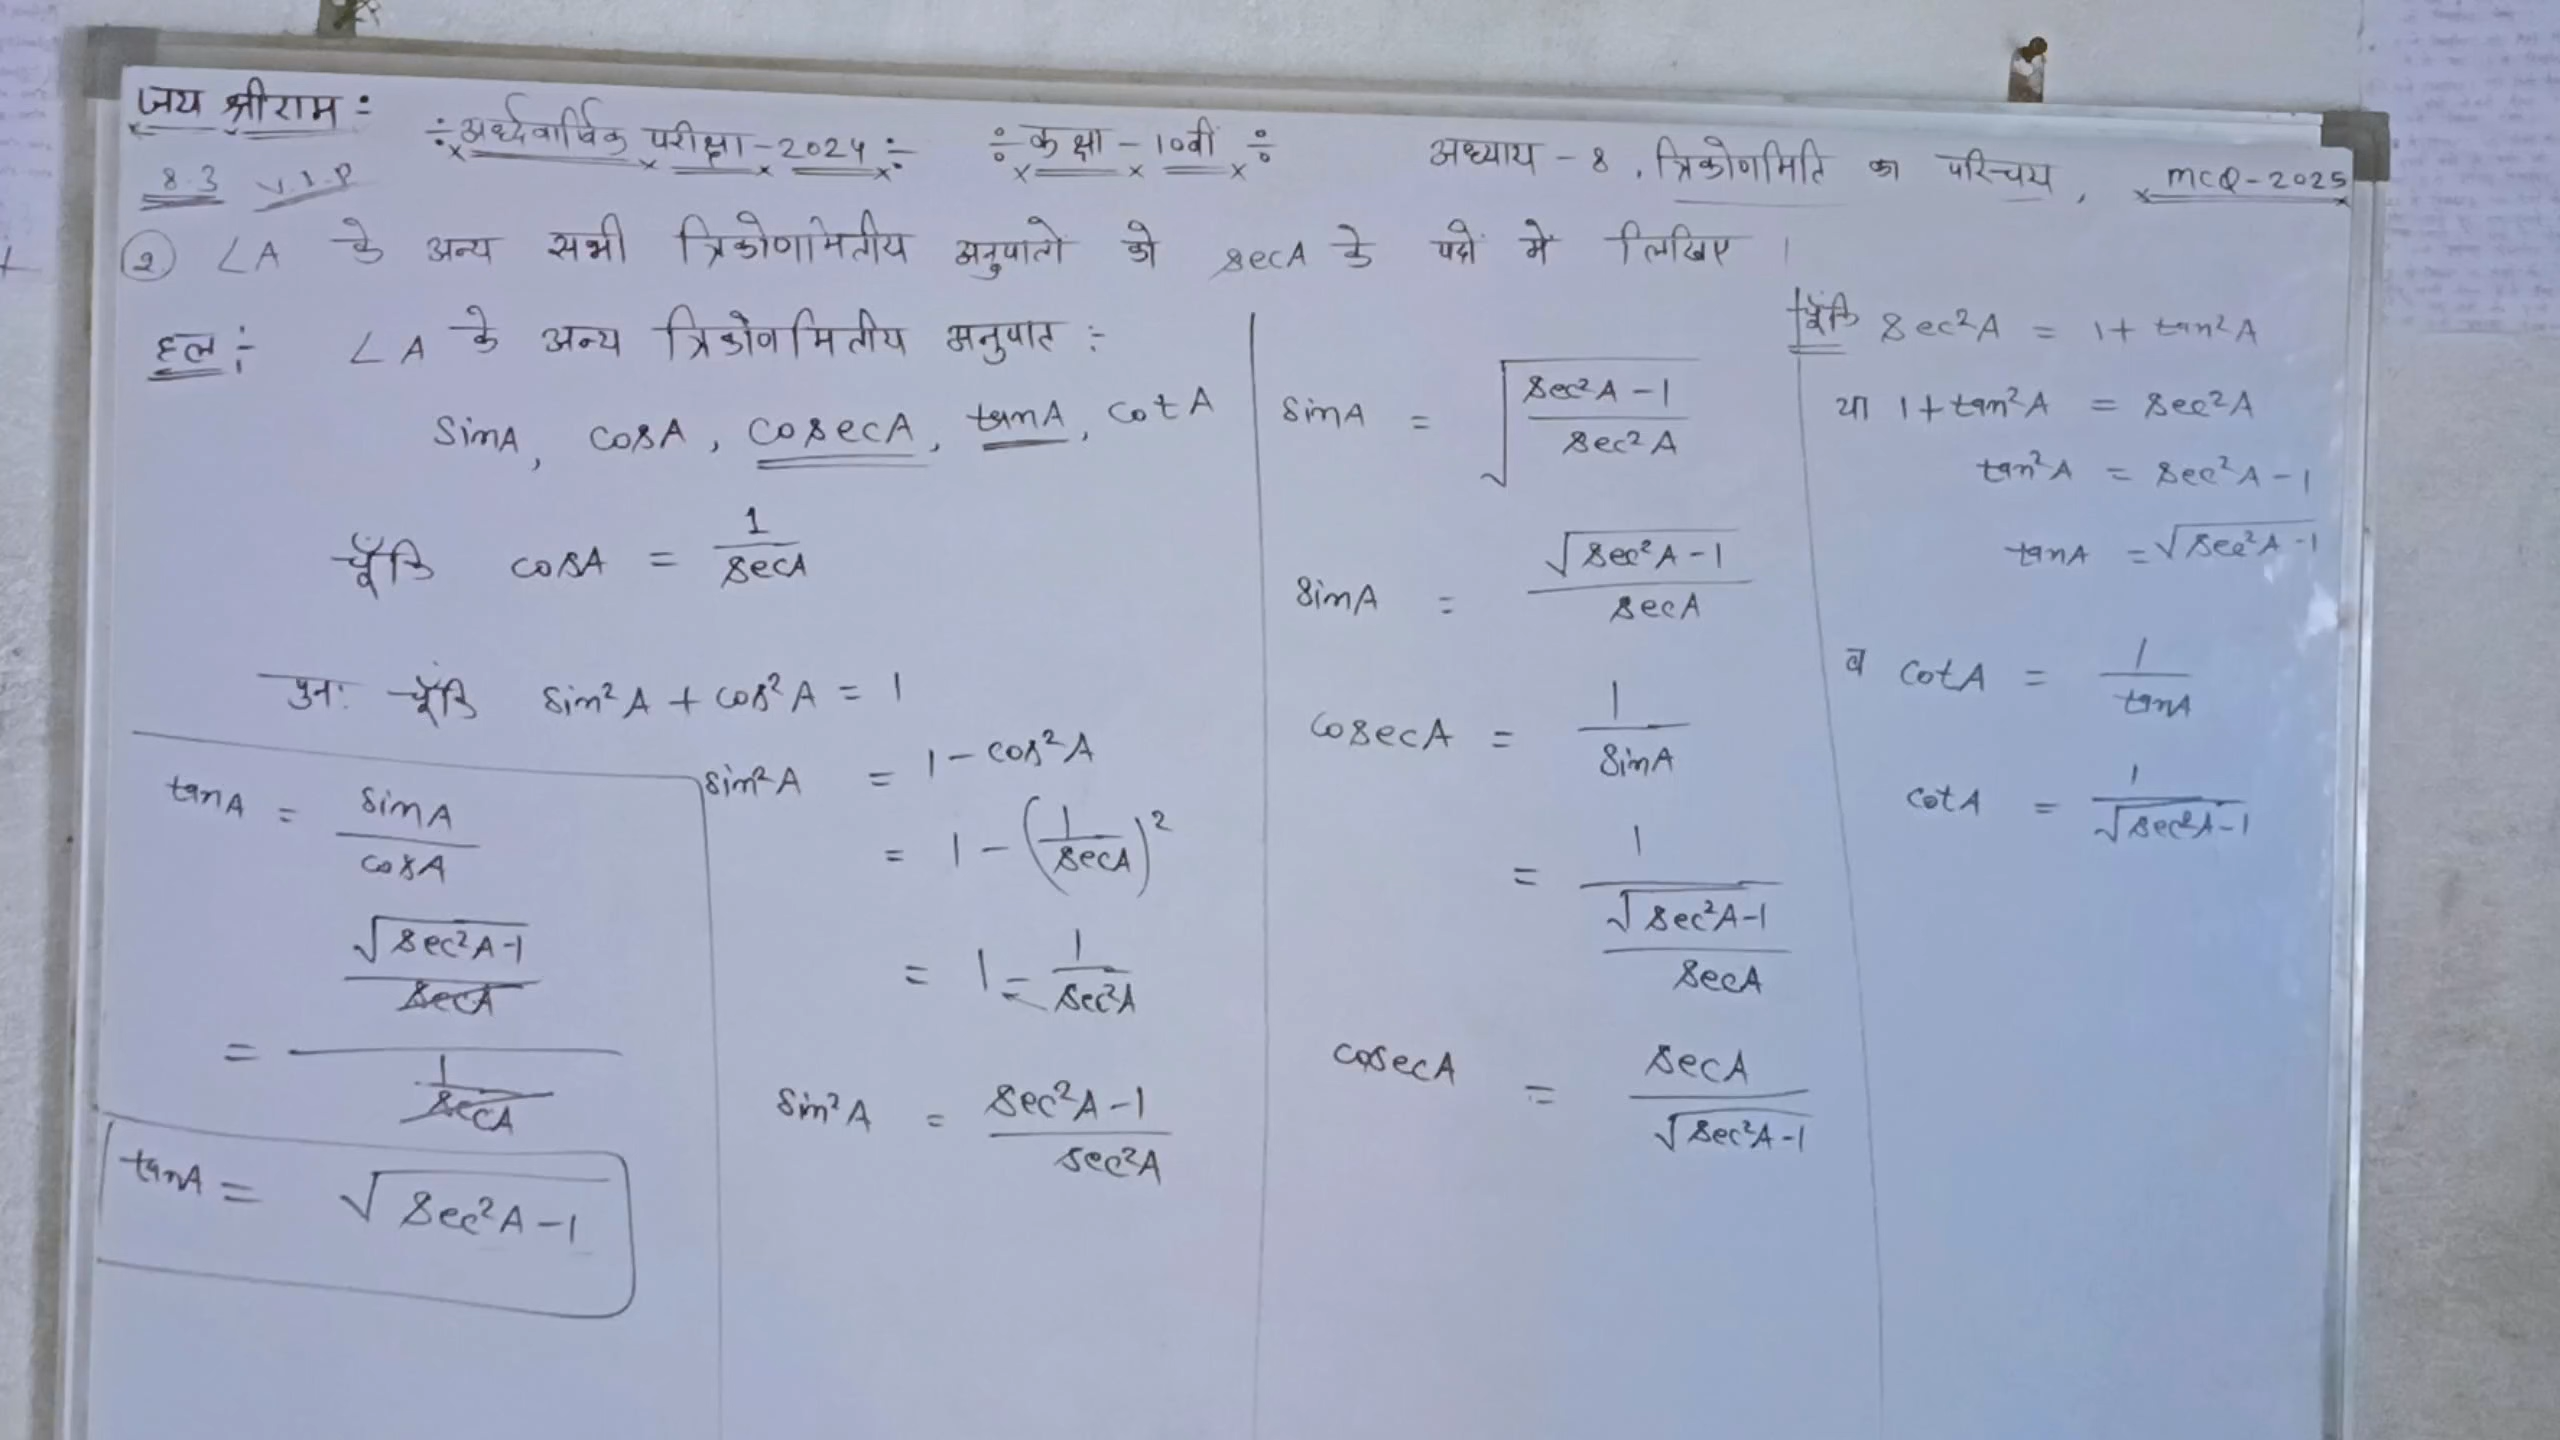 जय श्रीराम :
÷ अर्ध्दवार्षिक परीक्षा - 2024 ÷ ÷ कक्षा - 10वीं ÷ अध्याय - 8 , त्रिकोणमिति का परिचय , MCQ - 2025
8.3 V.I.P
② ∠A के अन्य सभी त्रिकोणमितीय अनुपातों को secA के पदों में लिखिए ।
हल :- ∠A के अन्य त्रिकोणमितीय अनुपात :-
sinA, cosA, cosecA, tanA, cotA
चूँकि cosA = 1/secA
पुनः चूँकि sin²A + cos²A = 1
sin²A = 1 - cos²A
= 1 - (1/secA)²
= 1 - 1/sec²A
sin²A = (sec²A - 1)/sec²A
tanA = sinA/cosA
= (√(sec²A-1)/secA)/(1/secA)
tanA = √(sec²A-1)
sinA = √((sec²A - 1)/sec²A)
sinA = √(sec²A - 1)/secA
cosecA = 1/sinA
= 1/(√(sec²A-1)/secA)
cosecA = secA/√(sec²A-1)
चूँकि sec²A = 1 + tan²A
या 1 + tan²A = sec²A
tan²A = sec²A - 1
tanA = √(sec²A - 1)
व cotA = 1/tanA
cotA = 1/√(sec²A-1)